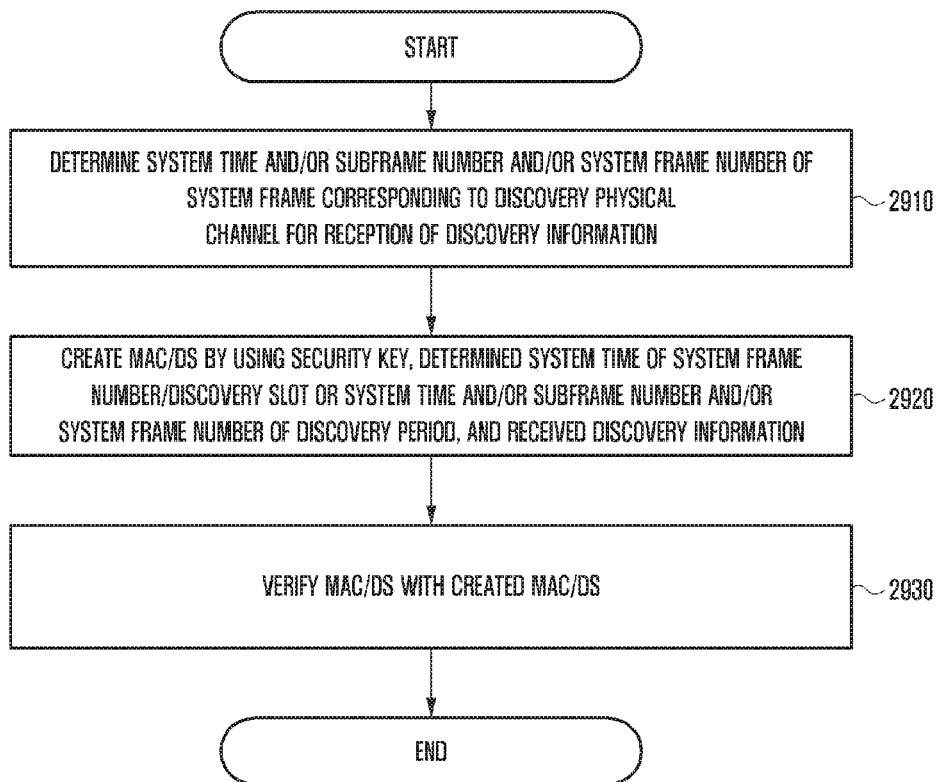 START
DETERMINE SYSTEM TIME AND/OR SUBFRAME NUMBER AND/OR SYSTEM FRAME NUMBER OF
SYSTEM FRAME CORRESPONDING TO DISCOVERY PHYSICAL
CHANNEL FOR RECEPTION OF DISCOVERY INFORMATION
2910
CREATE MAC/DS BY USING SECURITY KEY, DETERMINED SYSTEM TIME OF SYSTEM FRAME
NUMBER/DISCOVERY SLOT OR SYSTEM TIME AND/OR SUBFRAME NUMBER AND/OR
SYSTEM FRAME NUMBER OF DISCOVERY PERIOD, AND RECEIVED DISCOVERY INFORMATION
2920
VERIFY MAC/DS WITH CREATED MAC/DS
2930
END